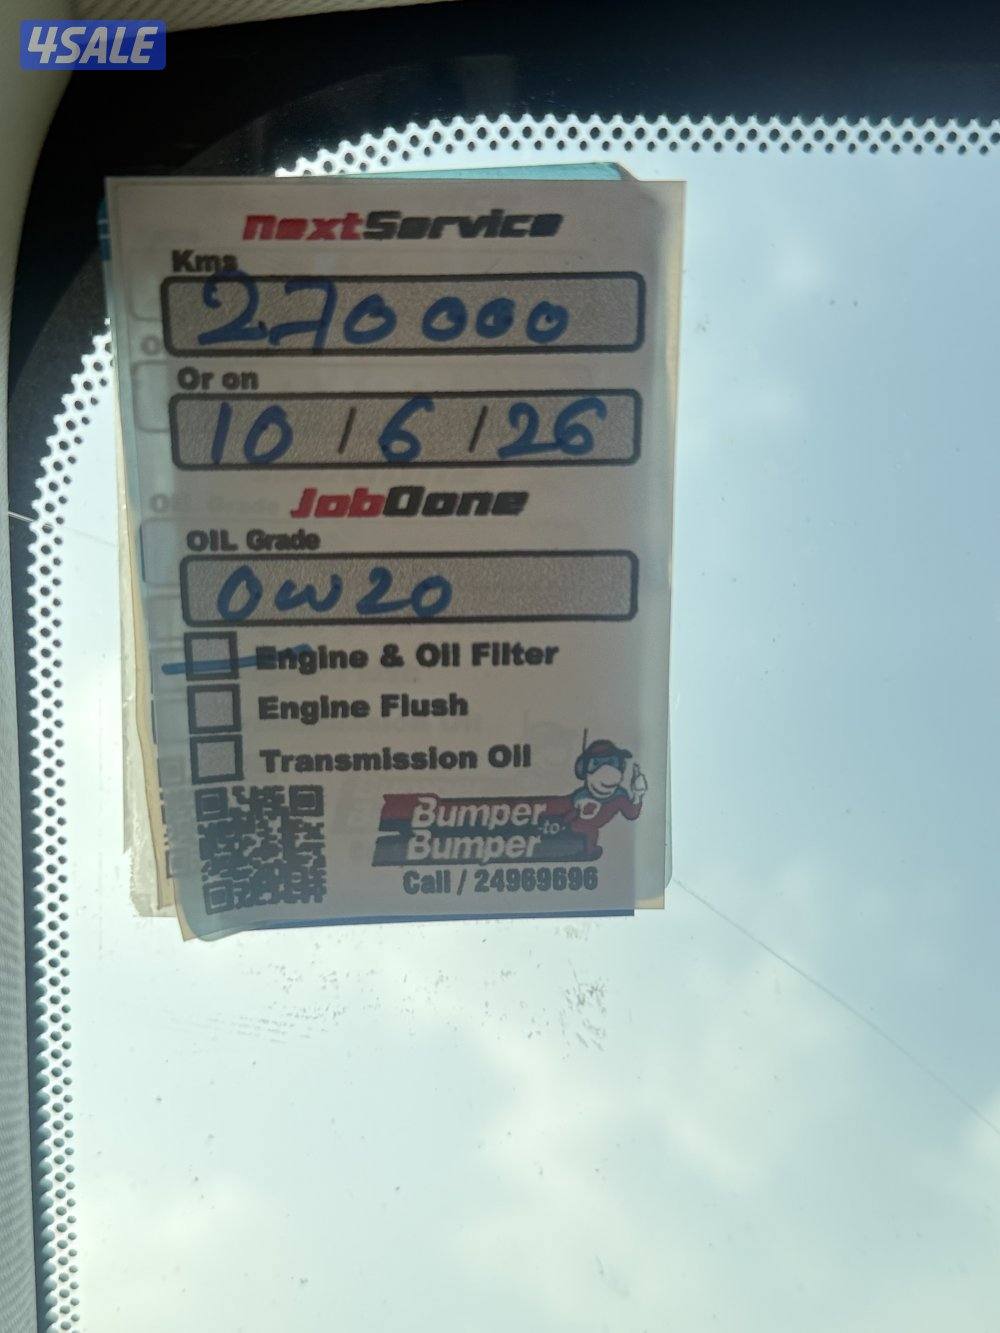 4SALE
nextService
Kms
270000
Or on
10 / 6 / 26
JobDone
OIL Grade
0W20
Engine & Oil Filter
Engine Flush
Transmission Oil
Bumper
-to-
Bumper
Call / 24969696